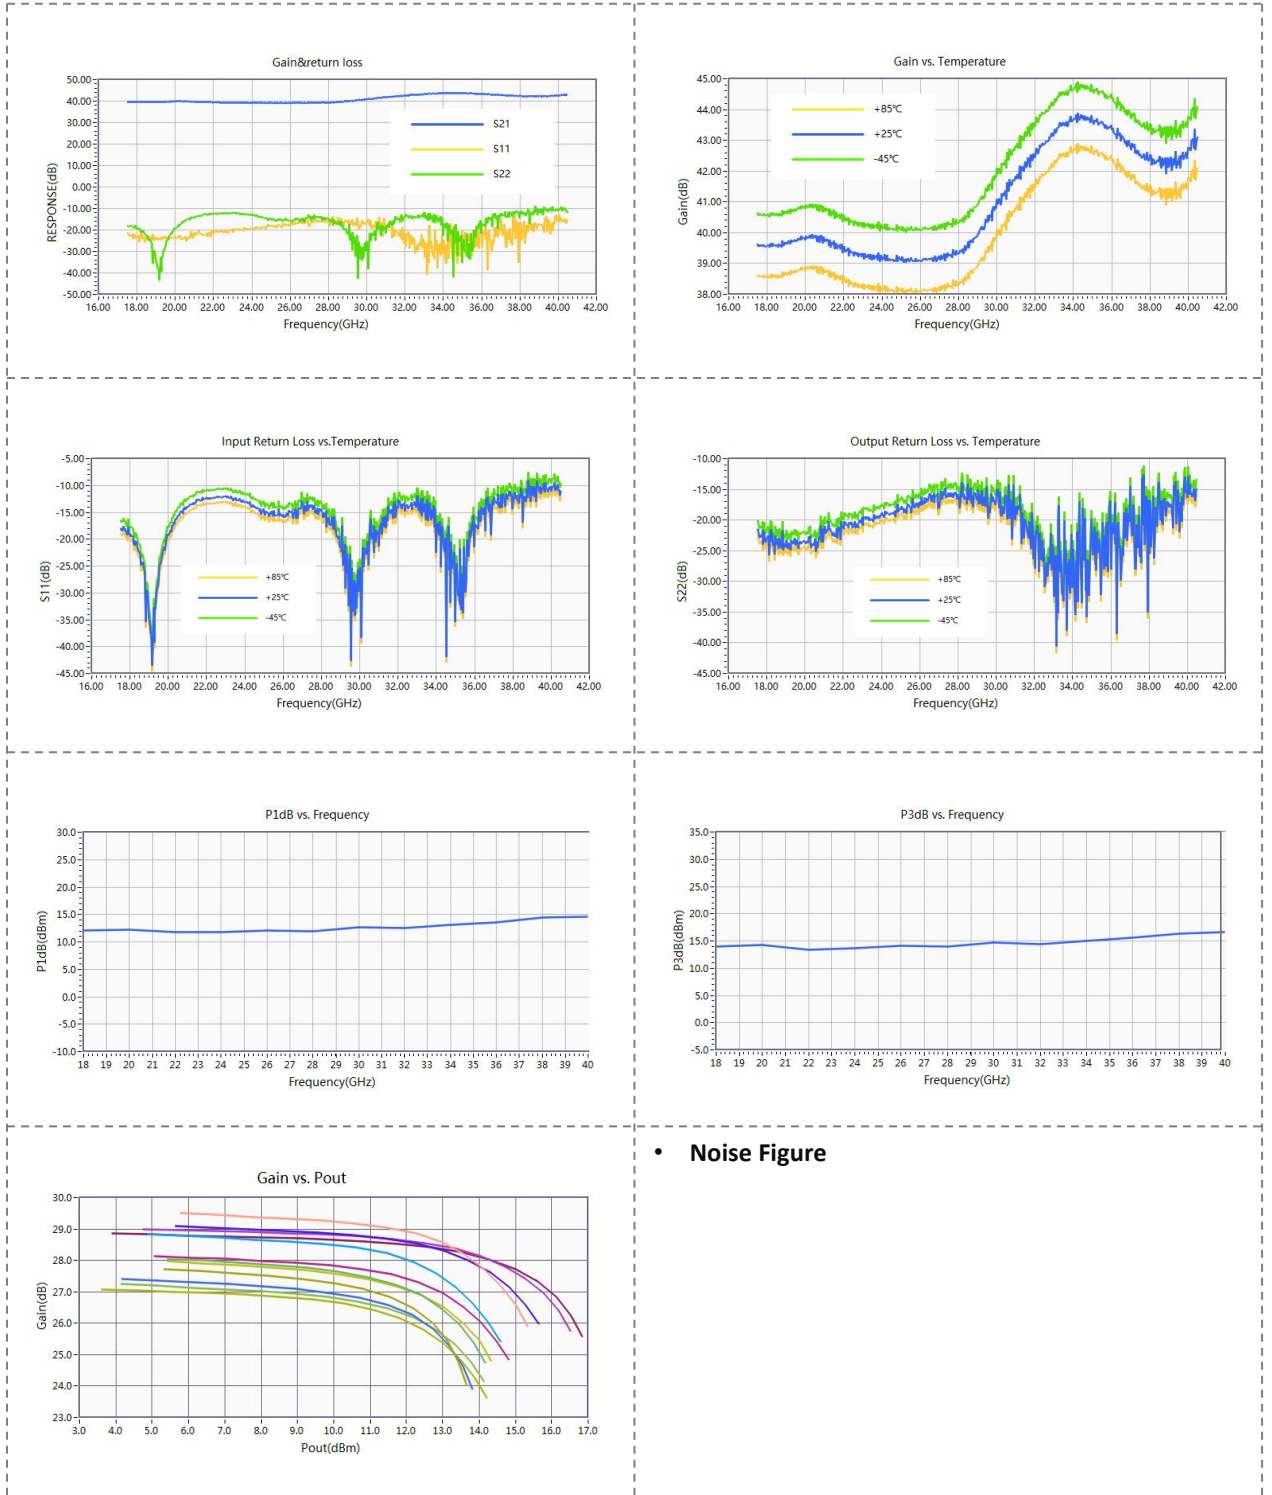 Gain&return loss
50.00
40.00
30.00
20.00
10.00
0.00
-10.00
-20.00
-30.00
-40.00
-50.00
RESPONSE(dB)
S21
S11
S22
16.00 18.00 20.00 22.00 24.00 26.00 28.00 30.00 32.00 34.00 36.00 38.00 40.00 42.00
Frequency(GHz)
Gain vs. Temperature
45.00
44.00
43.00
42.00
41.00
40.00
39.00
38.00
Gain(dB)
+85℃
+25℃
-45℃
16.00 18.00 20.00 22.00 24.00 26.00 28.00 30.00 32.00 34.00 36.00 38.00 40.00 42.00
Frequency(GHz)
Input Return Loss vs.Temperature
-5.00
-10.00
-15.00
-20.00
-25.00
-30.00
-35.00
-40.00
-45.00
S11(dB)
+85℃
+25℃
-45℃
16.00 18.00 20.00 22.00 24.00 26.00 28.00 30.00 32.00 34.00 36.00 38.00 40.00 42.00
Frequency(GHz)
Output Return Loss vs. Temperature
-10.00
-15.00
-20.00
-25.00
-30.00
-35.00
-40.00
-45.00
S22(dB)
+85℃
+25℃
-45℃
16.00 18.00 20.00 22.00 24.00 26.00 28.00 30.00 32.00 34.00 36.00 38.00 40.00 42.00
Frequency(GHz)
P1dB vs. Frequency
30.0
25.0
20.0
15.0
10.0
5.0
0.0
-5.0
-10.0
P1dB(dBm)
18 19 20 21 22 23 24 25 26 27 28 29 30 31 32 33 34 35 36 37 38 39 40
Frequency(GHz)
P3dB vs. Frequency
35.0
30.0
25.0
20.0
15.0
10.0
5.0
0.0
-5.0
P3dB(dBm)
18 19 20 21 22 23 24 25 26 27 28 29 30 31 32 33 34 35 36 37 38 39 40
Frequency(GHz)
Gain vs. Pout
30.0
29.0
28.0
27.0
26.0
25.0
24.0
23.0
Gain(dB)
3.0 4.0 5.0 6.0 7.0 8.0 9.0 10.0 11.0 12.0 13.0 14.0 15.0 16.0 17.0
Pout(dBm)
• Noise Figure